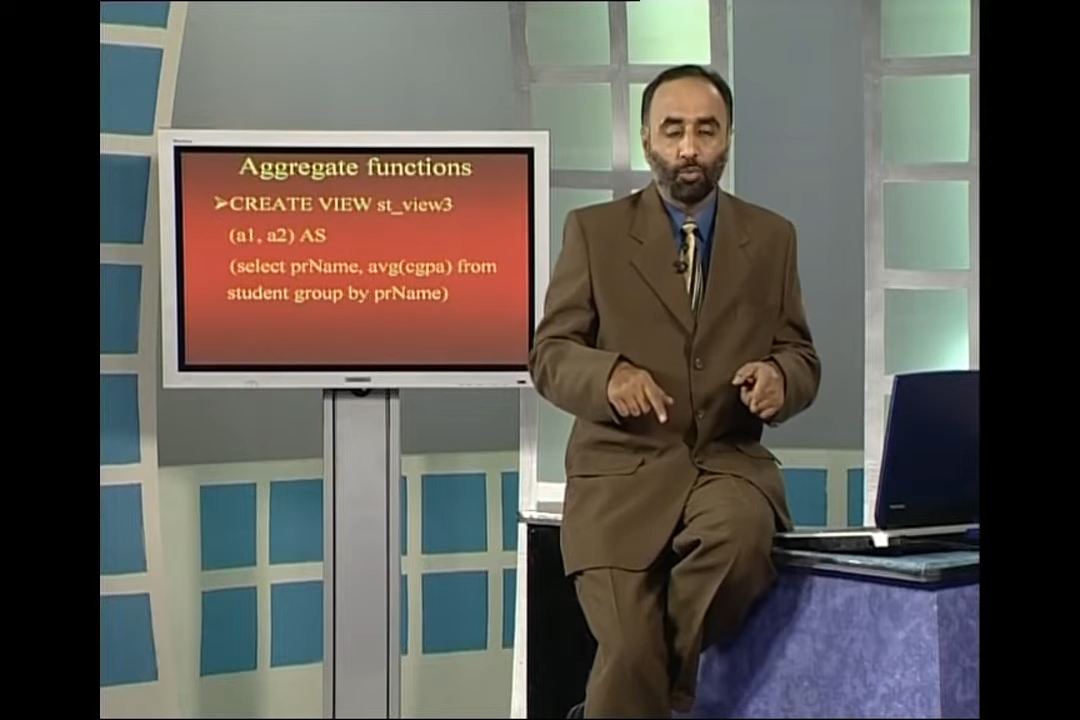 Aggregate functions
➢CREATE VIEW st_view3
(a1, a2) AS
(select prName, avg(cgpa) from
student group by prName)